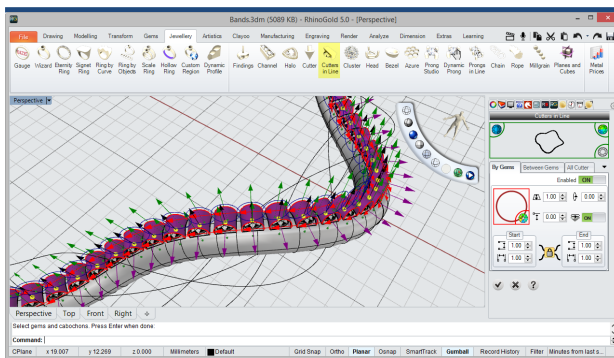 Bands.3dm (5089 KB) - RhinoGold 5.0 - [Perspective]
File Drawing Modelling Transform Gems Jewellery Artistics Clayoo Manufacturing Engraving Render Analyze Dimension Extras Learning
Gauge Wizard Eternity Ring Signet Ring Ring by Curve Ring by Objects Scale Ring Hollow Ring Custom Region Dynamic Profile Findings Channel Halo Cutter Cutters in Line Cluster Head Bezel Azure Prong Studio Dynamic Prong Prongs in Line Chain Rope Millgrain Planes and Cubes Metal Prices
Perspective
Cutters in Line
By Gems Between Gems All Cutter
Enabled ON
1.00 0.00
0.00 ON
Start End
1.00 1.00
1.00 1.00
Perspective Top Front Right
Select gems and cabochons. Press Enter when done:
Command:
CPlane x 19.007 y 12.269 z 0.000 Millimeters Default Grid Snap Ortho Planar Osnap SmartTrack Gumball Record History Filter Minutes from last s...